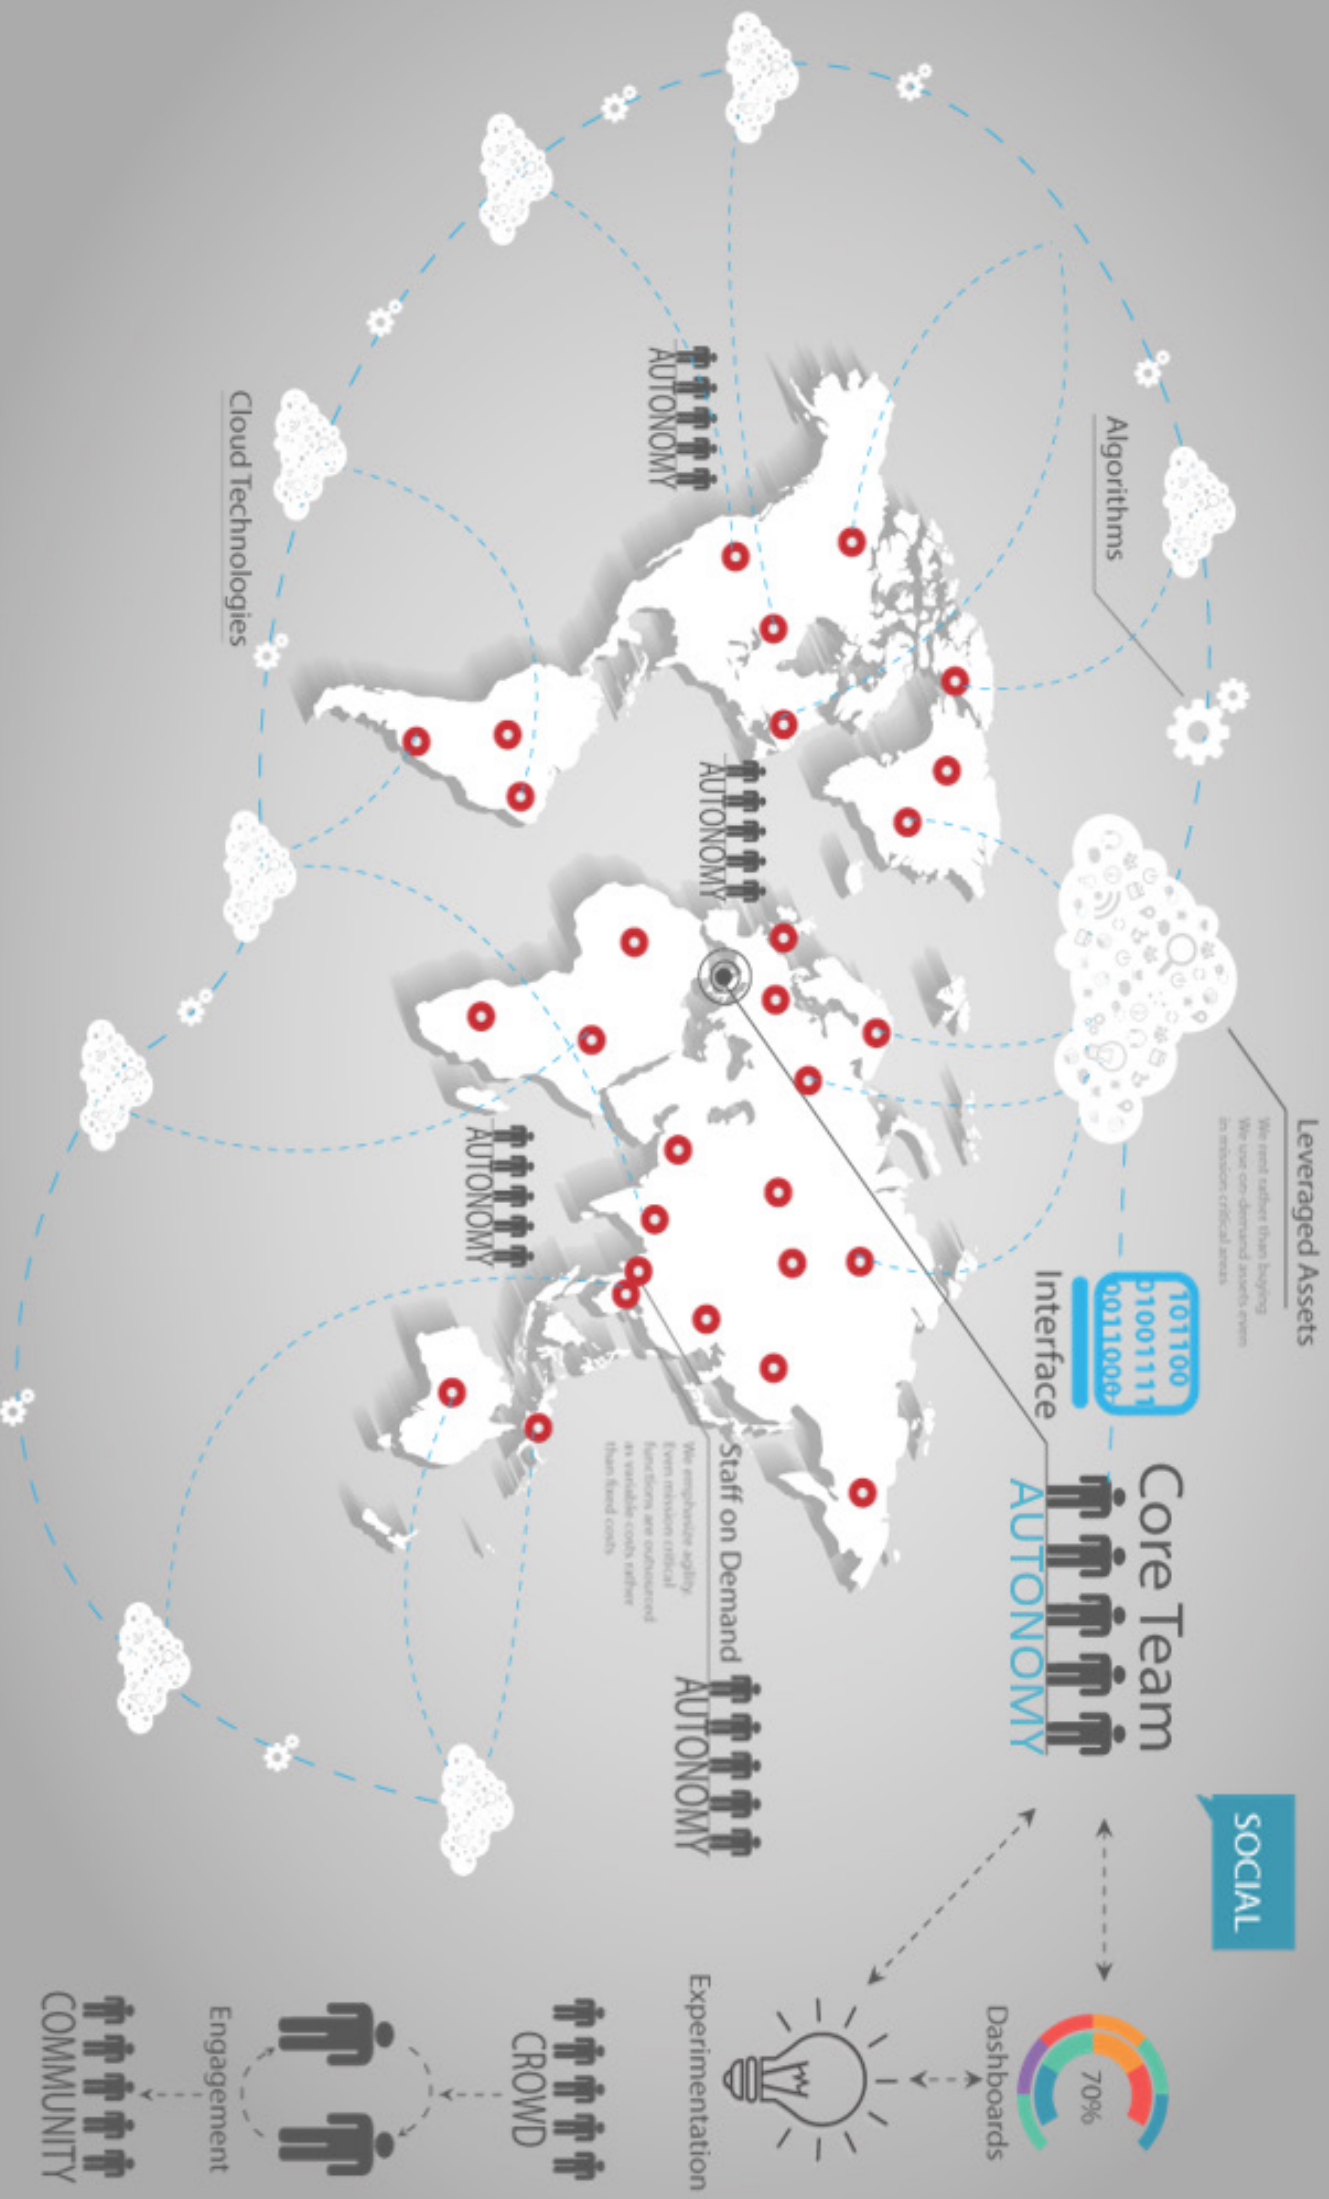 Leveraged Assets
We rent rather than buying
We use on-demand assets even
in mission critical areas
SOCIAL
Core Team
AUTONOMY
101100
01001111
0011000
Interface
70%
Dashboards
Algorithms
Staff on Demand
We emphasize agility.
Even mission critical
functions are outsourced
as variable costs rather
than fixed costs
AUTONOMY
AUTONOMY
AUTONOMY
AUTONOMY
Experimentation
CROWD
Engagement
COMMUNITY
Cloud Technologies